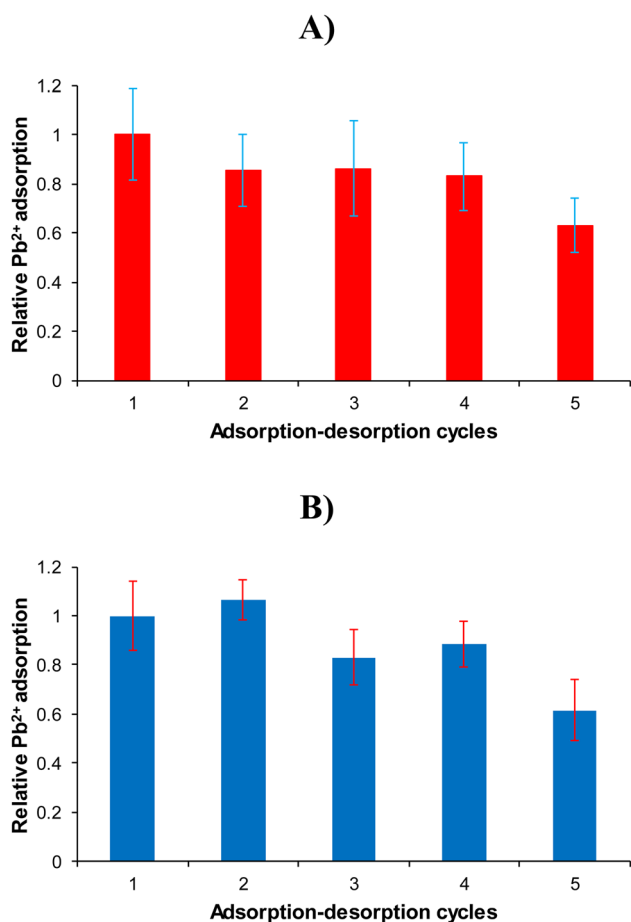 A)
1.2
1
0.8
0.6
0.4
0.2
0
Relative Pb²⁺ adsorption
1 2 3 4 5
Adsorption-desorption cycles
B)
1.2
1
0.8
0.6
0.4
0.2
0
Relative Pb²⁺ adsorption
1 2 3 4 5
Adsorption-desorption cycles